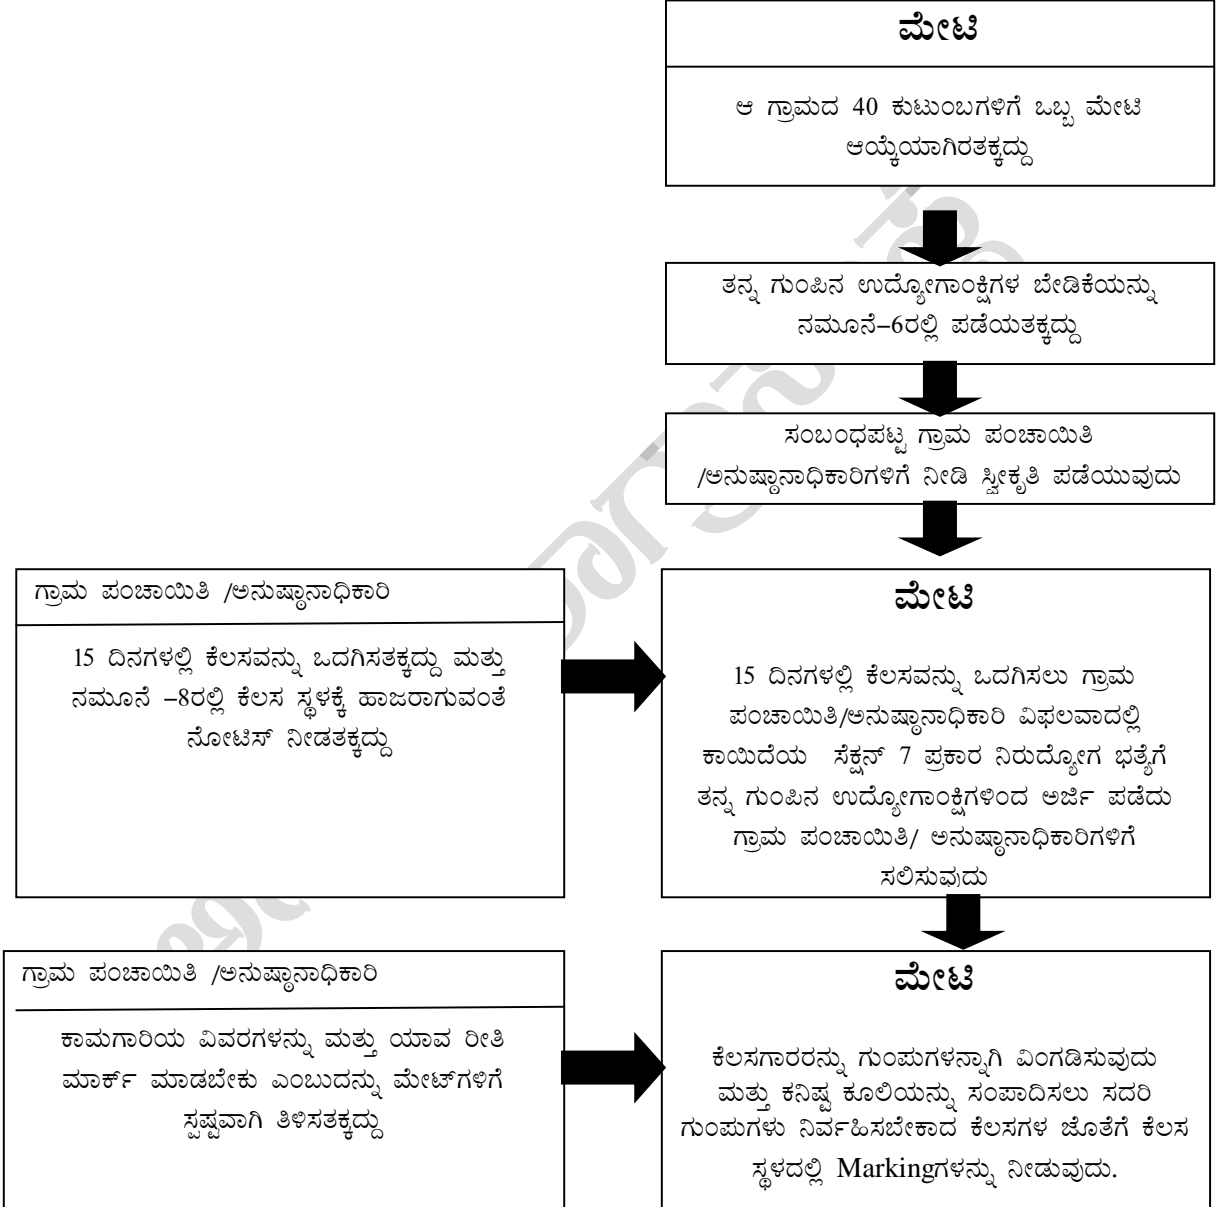 ಮೇಟಿ
ಆ ಗ್ರಾಮದ 40 ಕುಟುಂಬಗಳಿಗೆ ಒಬ್ಬ ಮೇಟಿ
ಆಯ್ಕೆಯಾಗಿರತಕ್ಕದ್ದು
ತನ್ನ ಗುಂಪಿನ ಉದ್ಯೋಗಾಂಕ್ಷಿಗಳ ಬೇಡಿಕೆಯನ್ನು
ನಮೂನೆ–6ರಲ್ಲಿ ಪಡೆಯತಕ್ಕದ್ದು
ಸಂಬಂಧಪಟ್ಟ ಗ್ರಾಮ ಪಂಚಾಯಿತಿ
/ಅನುಷ್ಠಾನಾಧಿಕಾರಿಗಳಿಗೆ ನೀಡಿ ಸ್ವೀಕೃತಿ ಪಡೆಯುವುದು
ಗ್ರಾಮ ಪಂಚಾಯಿತಿ /ಅನುಷ್ಠಾನಾಧಿಕಾರಿ
15 ದಿನಗಳಲ್ಲಿ ಕೆಲಸವನ್ನು ಒದಗಿಸತಕ್ಕದ್ದು ಮತ್ತು
ನಮೂನೆ –8ರಲ್ಲಿ ಕೆಲಸ ಸ್ಥಳಕ್ಕೆ ಹಾಜರಾಗುವಂತೆ
ನೋಟಿಸ್ ನೀಡತಕ್ಕದ್ದು
ಮೇಟಿ
15 ದಿನಗಳಲ್ಲಿ ಕೆಲಸವನ್ನು ಒದಗಿಸಲು ಗ್ರಾಮ
ಪಂಚಾಯಿತಿ/ಅನುಷ್ಠಾನಾಧಿಕಾರಿ ವಿಫಲವಾದಲ್ಲಿ
ಕಾಯಿದೆಯ ಸೆಕ್ಷನ್ 7 ಪ್ರಕಾರ ನಿರುದ್ಯೋಗ ಭತ್ಯೆಗೆ
ತನ್ನ ಗುಂಪಿನ ಉದ್ಯೋಗಾಂಕ್ಷಿಗಳಿಂದ ಅರ್ಜಿ ಪಡೆದು
ಗ್ರಾಮ ಪಂಚಾಯಿತಿ/ ಅನುಷ್ಠಾನಾಧಿಕಾರಿಗಳಿಗೆ
ಸಲಿಸುವುದು
ಗ್ರಾಮ ಪಂಚಾಯಿತಿ /ಅನುಷ್ಠಾನಾಧಿಕಾರಿ
ಕಾಮಗಾರಿಯ ವಿವರಗಳನ್ನು ಮತ್ತು ಯಾವ ರೀತಿ
ಮಾರ್ಕ್ ಮಾಡಬೇಕು ಎಂಬುದನ್ನು ಮೇಟ್‌ಗಳಿಗೆ
ಸ್ಪಷ್ಟವಾಗಿ ತಿಳಿಸತಕ್ಕದ್ದು
ಮೇಟಿ
ಕೆಲಸಗಾರರನ್ನು ಗುಂಪುಗಳನ್ನಾಗಿ ವಿಂಗಡಿಸುವುದು
ಮತ್ತು ಕನಿಷ್ಟ ಕೂಲಿಯನ್ನು ಸಂಪಾದಿಸಲು ಸದರಿ
ಗುಂಪುಗಳು ನಿರ್ವಹಿಸಬೇಕಾದ ಕೆಲಸಗಳ ಜೊತೆಗೆ ಕೆಲಸ
ಸ್ಥಳದಲ್ಲಿ Markingಗಳನ್ನು ನೀಡುವುದು.